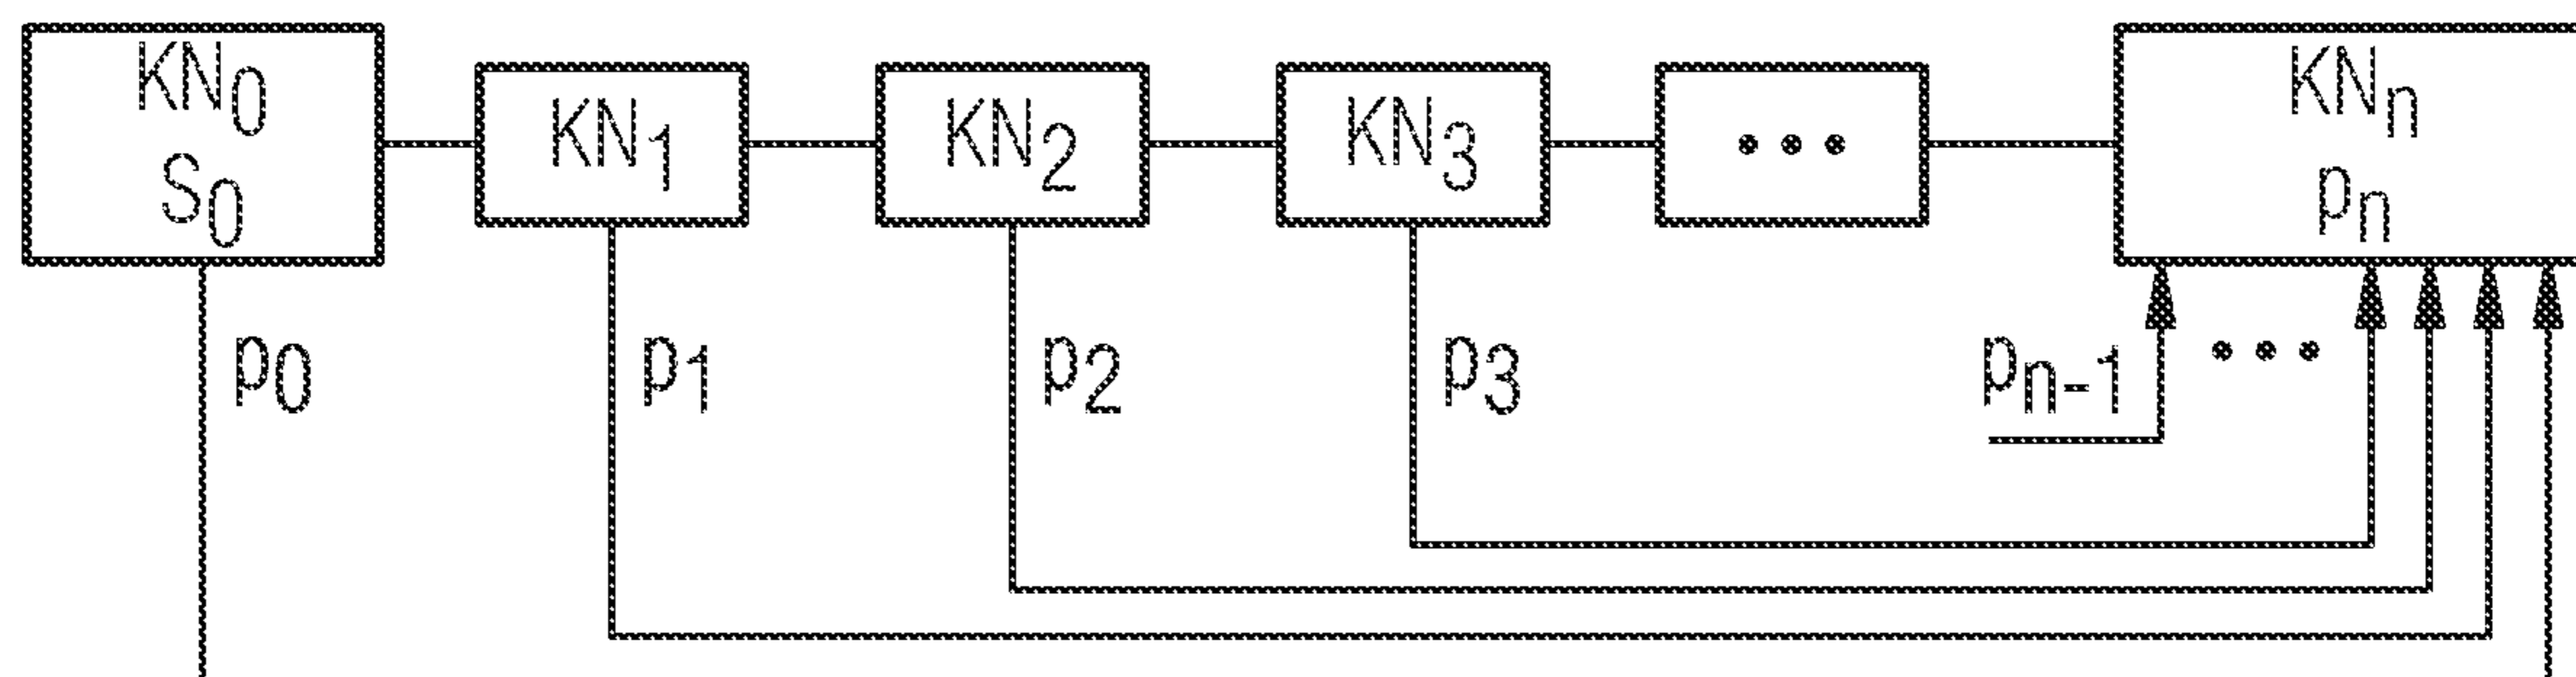 KN₀
S₀
KN₁
KN₂
KN₃
•••
KNₙ
pₙ
p₀
p₁
p₂
p₃
pₙ₋₁
•••